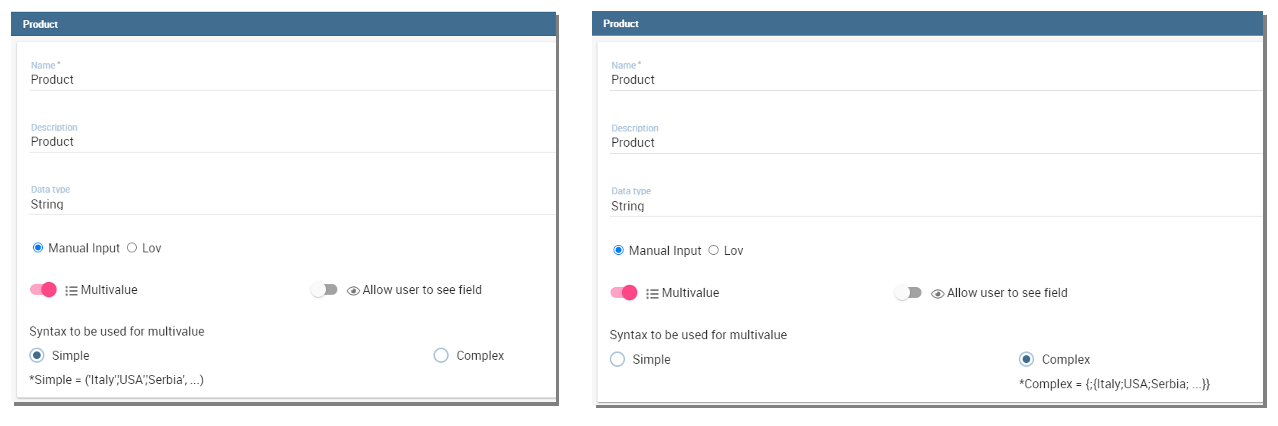 Product
Name *
Product
Description
Product
Data type
String
Manual Input Lov
Multivalue Allow user to see field
Syntax to be used for multivalue
Simple Complex
*Simple = ('Italy','USA','Serbia', ...)
Product
Name *
Product
Description
Product
Data type
String
Manual Input Lov
Multivalue Allow user to see field
Syntax to be used for multivalue
Simple Complex
*Complex = {;{Italy;USA;Serbia; ...}}